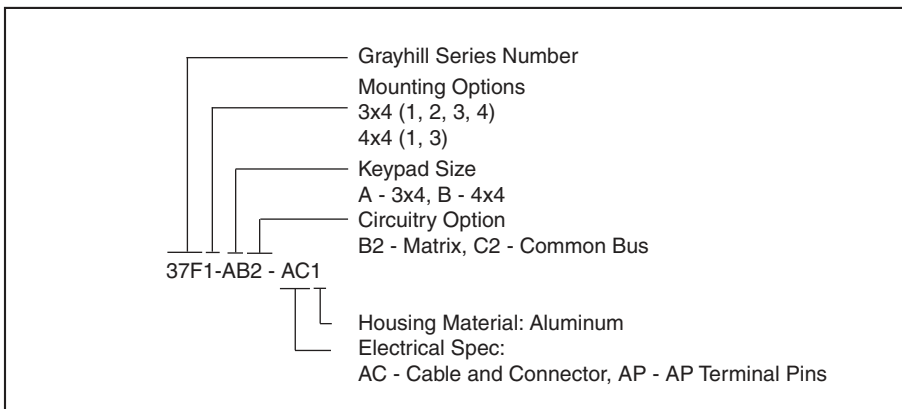 Grayhill Series Number
Mounting Options
3x4 (1, 2, 3, 4)
4x4 (1, 3)
Keypad Size
A - 3x4, B - 4x4
Circuitry Option
B2 - Matrix, C2 - Common Bus
37F1-AB2 - AC1
Housing Material: Aluminum
Electrical Spec:
AC - Cable and Connector, AP - AP Terminal Pins